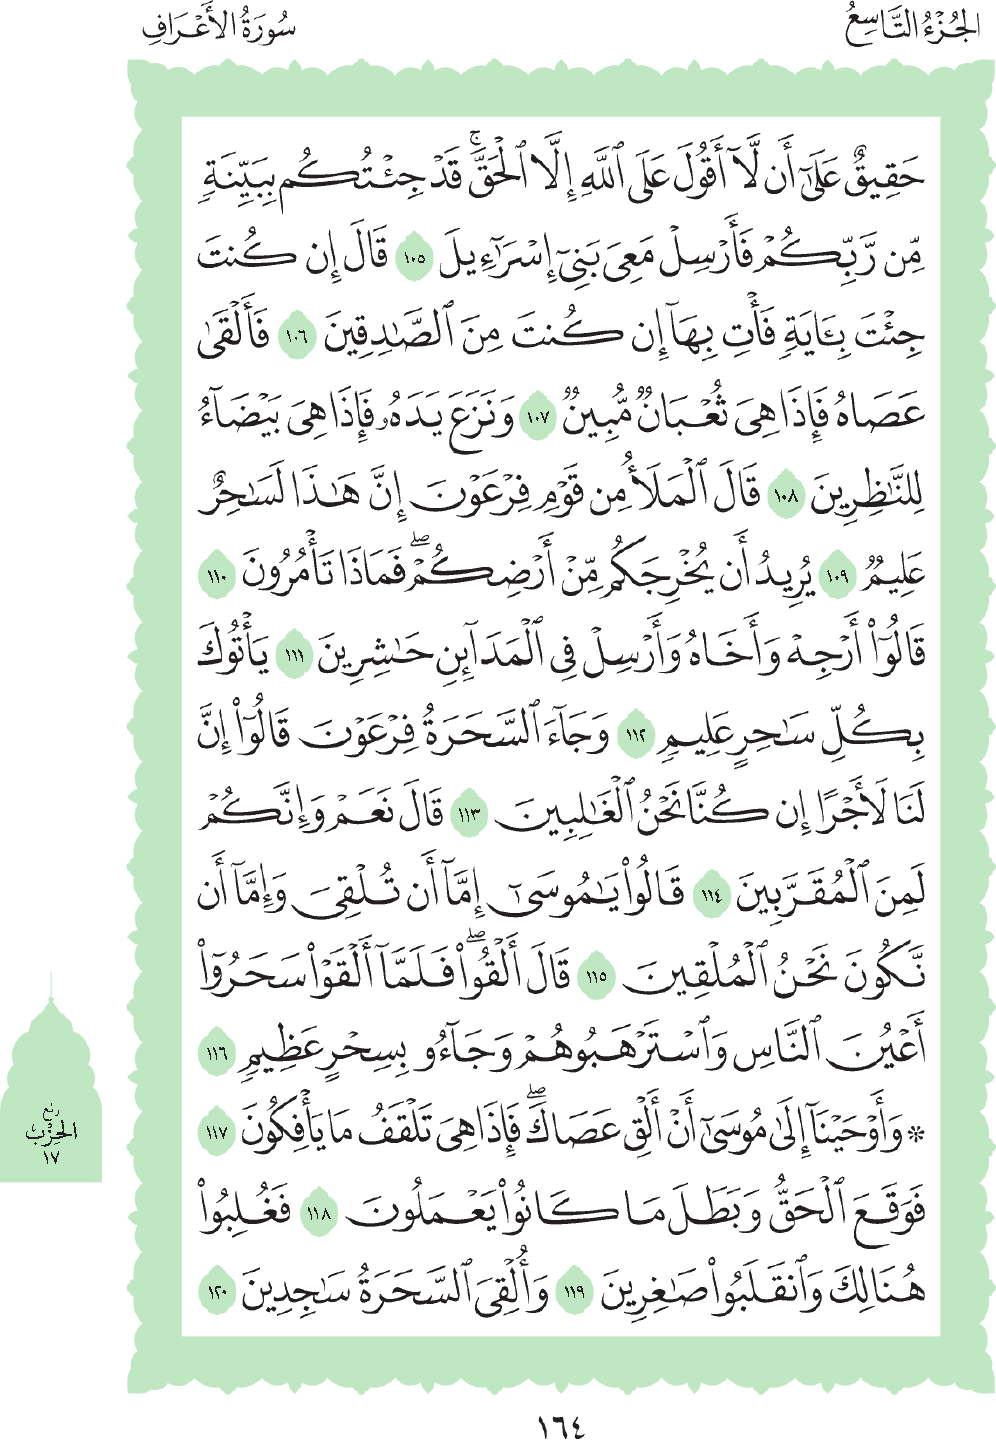 الجُزْءُ التَّاسِعُ
سُورَةُ الأَعْرَافِ
حَقِيقٌ عَلَىٰٓ أَن لَّآ أَقُولَ عَلَى ٱللَّهِ إِلَّا ٱلْحَقَّۚ قَدْ جِئْتُكُم بِبَيِّنَةٖ
مِّن رَّبِّكُمْ فَأَرْسِلْ مَعِيَ بَنِيٓ إِسْرَٰٓءِيلَ ١٠٥ قَالَ إِن كُنتَ
جِئْتَ بِـَٔايَةٖ فَأْتِ بِهَآ إِن كُنتَ مِنَ ٱلصَّٰدِقِينَ ١٠٦ فَأَلْقَىٰ
عَصَاهُ فَإِذَا هِيَ ثُعْبَانٞ مُّبِينٞ ١٠٧ وَنَزَعَ يَدَهُۥ فَإِذَا هِيَ بَيْضَآءُ
لِلنَّٰظِرِينَ ١٠٨ قَالَ ٱلْمَلَأُ مِن قَوْمِ فِرْعَوْنَ إِنَّ هَٰذَا لَسَٰحِرٌ
عَلِيمٞ ١٠٩ يُرِيدُ أَن يُخْرِجَكُم مِّنْ أَرْضِكُمْۖ فَمَاذَا تَأْمُرُونَ ١١٠
قَالُوٓاْ أَرْجِهْ وَأَخَاهُ وَأَرْسِلْ فِي ٱلْمَدَآئِنِ حَٰشِرِينَ ١١١ يَأْتُوكَ
بِكُلِّ سَٰحِرٍ عَلِيمٖ ١١٢ وَجَآءَ ٱلسَّحَرَةُ فِرْعَوْنَ قَالُوٓاْ إِنَّ
لَنَا لَأَجْرًا إِن كُنَّا نَحْنُ ٱلْغَٰلِبِينَ ١١٣ قَالَ نَعَمْ وَإِنَّكُمْ
لَمِنَ ٱلْمُقَرَّبِينَ ١١٤ قَالُواْ يَٰمُوسَىٰٓ إِمَّآ أَن تُلْقِيَ وَإِمَّآ أَن
نَّكُونَ نَحْنُ ٱلْمُلْقِينَ ١١٥ قَالَ أَلْقُواْۖ فَلَمَّآ أَلْقَوْاْ سَحَرُوٓاْ
أَعْيُنَ ٱلنَّاسِ وَٱسْتَرْهَبُوهُمْ وَجَآءُو بِسِحْرٍ عَظِيمٖ ١١٦
۞ وَأَوْحَيْنَآ إِلَىٰ مُوسَىٰٓ أَنْ أَلْقِ عَصَاكَۖ فَإِذَا هِيَ تَلْقَفُ مَا يَأْفِكُونَ ١١٧
فَوَقَعَ ٱلْحَقُّ وَبَطَلَ مَا كَانُواْ يَعْمَلُونَ ١١٨ فَغُلِبُواْ
هُنَالِكَ وَٱنقَلَبُواْ صَٰغِرِينَ ١١٩ وَأُلْقِيَ ٱلسَّحَرَةُ سَٰجِدِينَ ١٢٠
رُبْع
الحِزْب
١٧
١٦٤